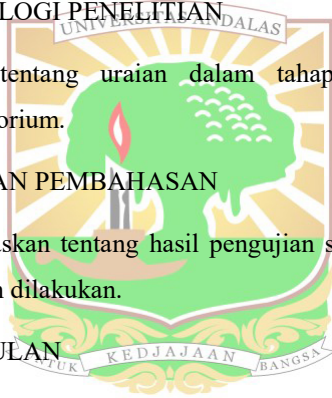 LOGI PENELITIAN
UNIVERSITAS ANDALAS
tentang uraian dalam tahap
orium.
AN PEMBAHASAN
skan tentang hasil pengujian s
n dilakukan.
ULAN
UNTUK KEDJAJAAN BANGSA